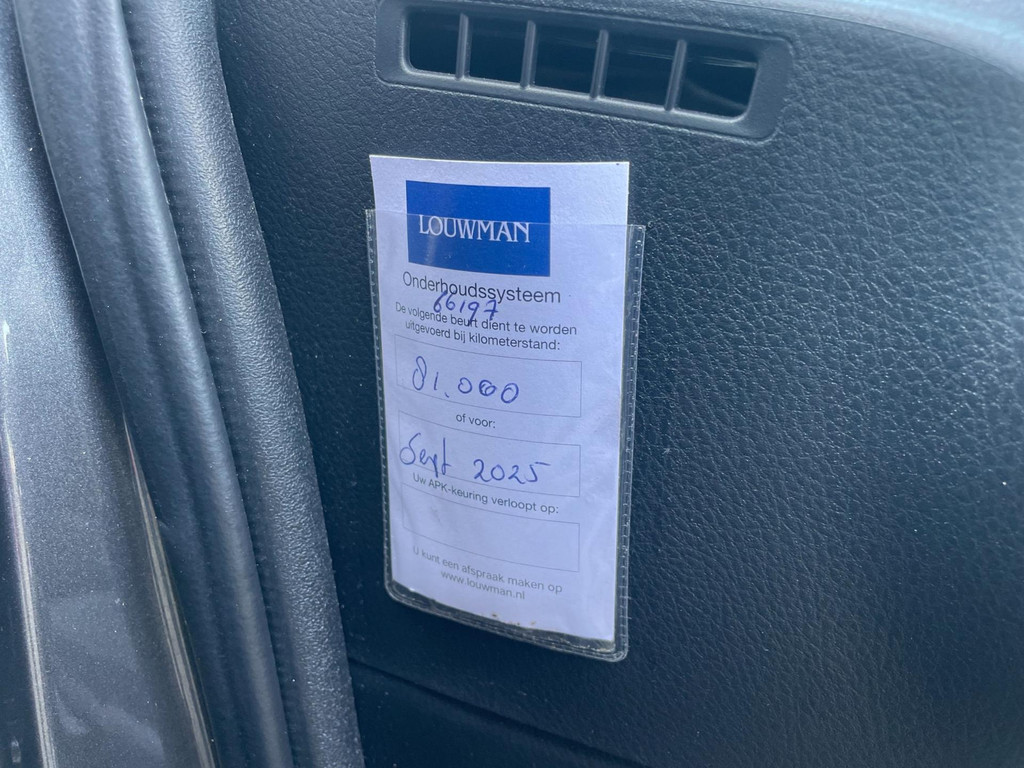 LOUWMAN
Onderhoudssysteem
66197
De volgende beurt dient te worden
uitgevoerd bij kilometerstand:
81.000
of voor:
Sept 2025
Uw APK-keuring verloopt op:
U kunt een afspraak maken op
www.louwman.nl